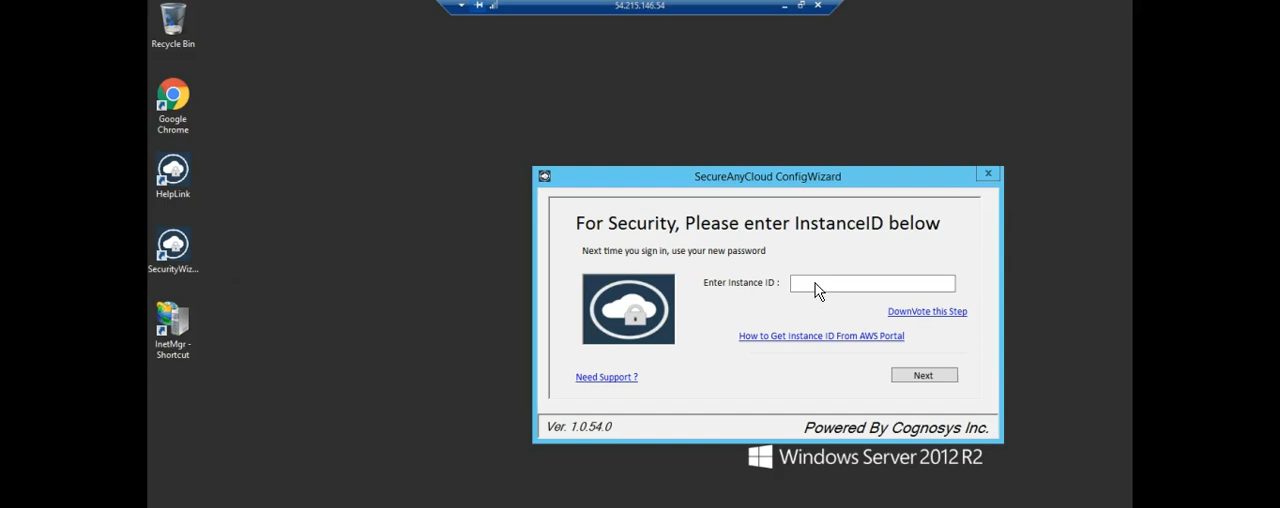 54.215.146.54
Recycle Bin
Google
Chrome
HelpLink
SecurityWiz...
InetMgr -
Shortcut
SecureAnyCloud ConfigWizard
For Security, Please enter InstanceID below
Next time you sign in, use your new password
Enter Instance ID :
DownVote this Step
How to Get Instance ID From AWS Portal
Need Support ?
Next
Ver. 1.0.54.0
Powered By Cognosys Inc.
Windows Server 2012 R2